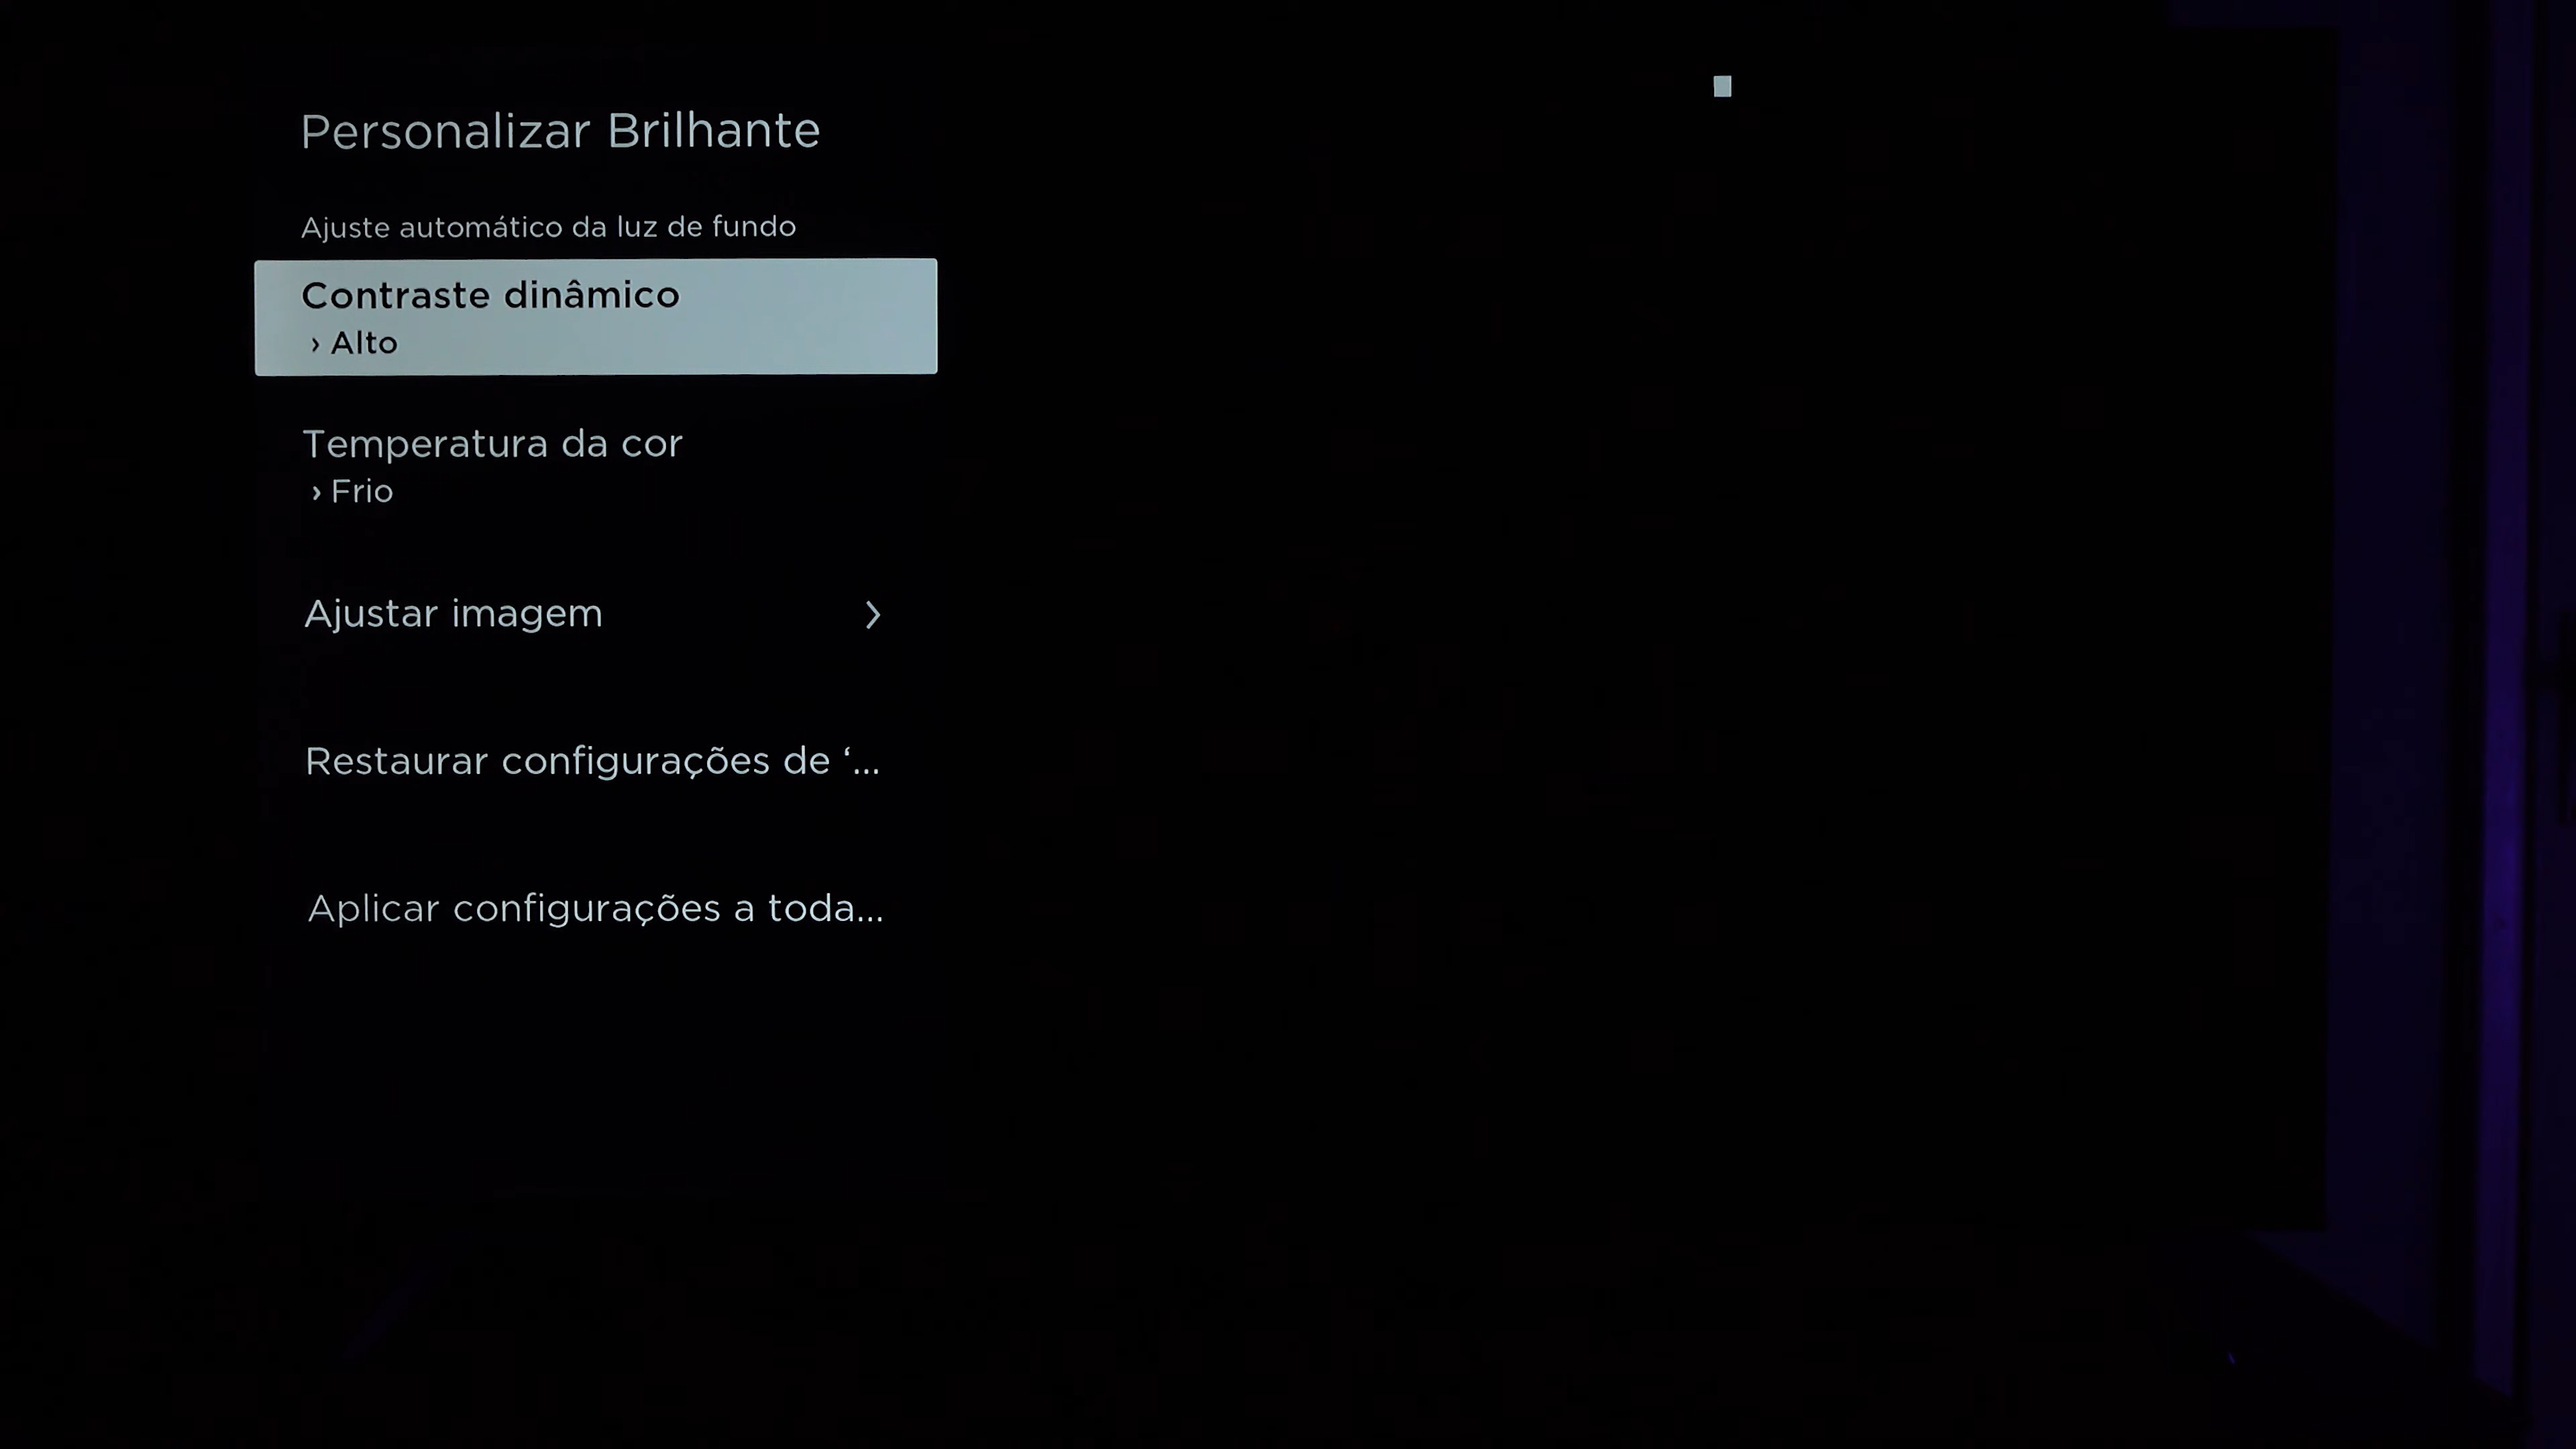 Personalizar Brilhante
Ajuste automático da luz de fundo
Contraste dinâmico
› Alto
Temperatura da cor
› Frio
Ajustar imagem
Restaurar configurações de ‘...
Aplicar configurações a toda...